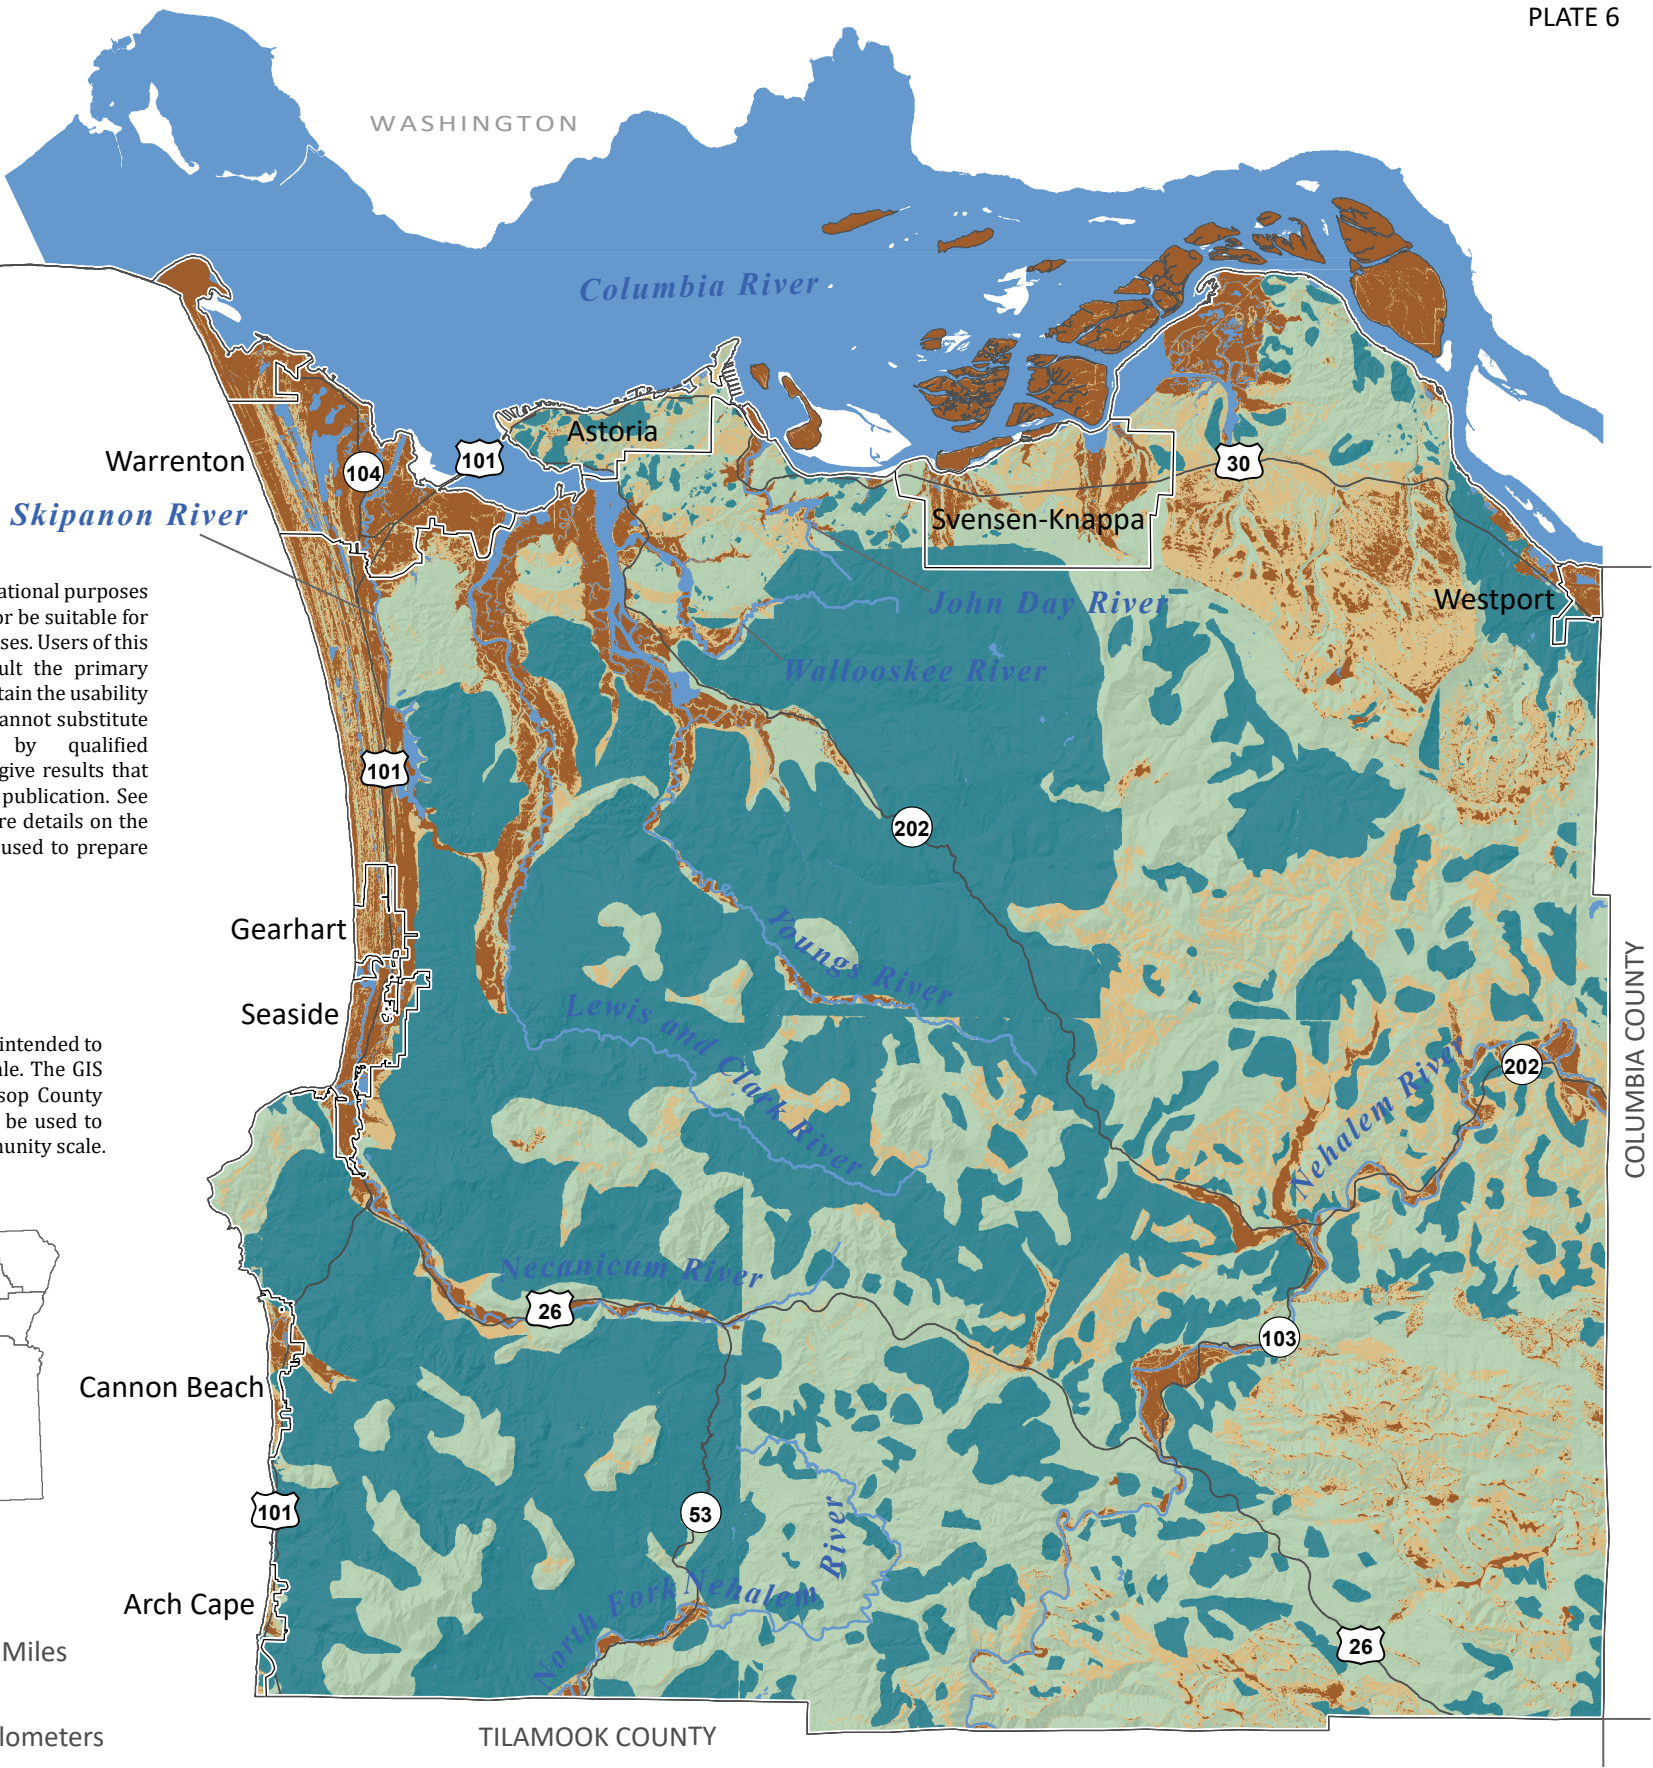 PLATE 6
WASHINGTON
Columbia River
Astoria
Warrenton
104
101
30
Skipanon River
Svensen-Knappa
ational purposes
or be suitable for
ses. Users of this
ult the primary
tain the usability
annot substitute
by qualified
give results that
publication. See
re details on the
used to prepare
John Day River
Westport
Wallooskee River
101
202
Gearhart
Youngs River
Seaside
Lewis and Clark River
intended to
ale. The GIS
sop County
be used to
munity scale.
202
Nehalem River
COLUMBIA COUNTY
Necanicum River
26
103
Cannon Beach
101
53
North Fork Nehalem River
Arch Cape
26
Miles
lometers
TILAMOOK COUNTY